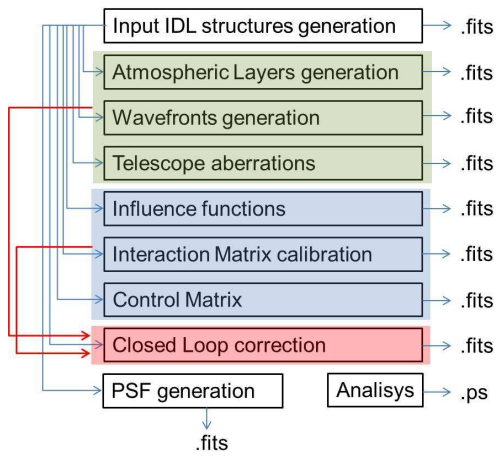 Input IDL structures generation .fits
Atmospheric Layers generation .fits
Wavefronts generation .fits
Telescope aberrations .fits
Influence functions .fits
Interaction Matrix calibration .fits
Control Matrix .fits
Closed Loop correction .fits
PSF generation Analisys .ps
.fits